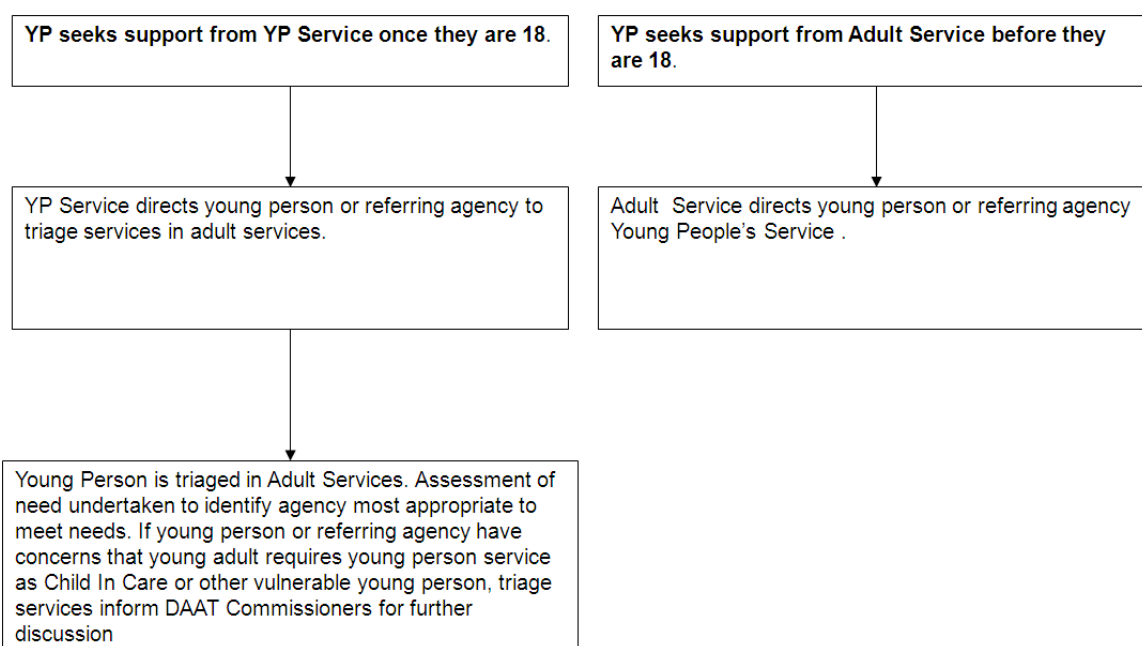 YP seeks support from YP Service once they are 18.
YP seeks support from Adult Service before they
are 18.
YP Service directs young person or referring agency to
triage services in adult services.
Adult  Service directs young person or referring agency
Young People's Service .
Young Person is triaged in Adult Services. Assessment of
need undertaken to identify agency most appropriate to
meet needs. If young person or referring agency have
concerns that young adult requires young person service
as Child In Care or other vulnerable young person, triage
services inform DAAT Commissioners for further
discussion